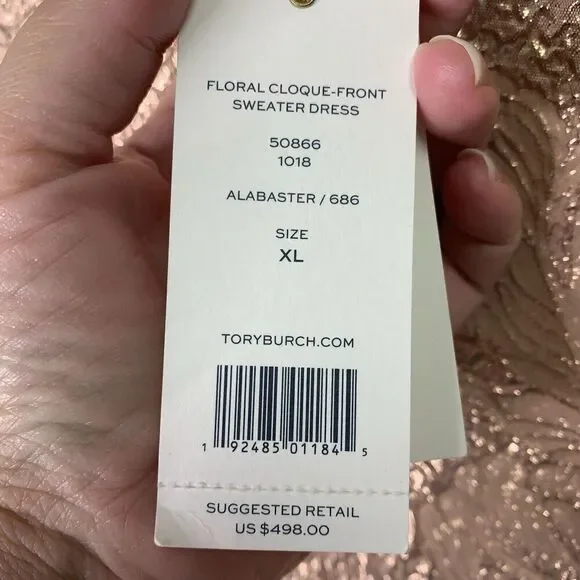 FLORAL CLOQUE-FRONT
SWEATER DRESS
50866
1018
ALABASTER / 686
SIZE
XL
TORYBURCH.COM
1 92485 01184 5
SUGGESTED RETAIL
US $498.00